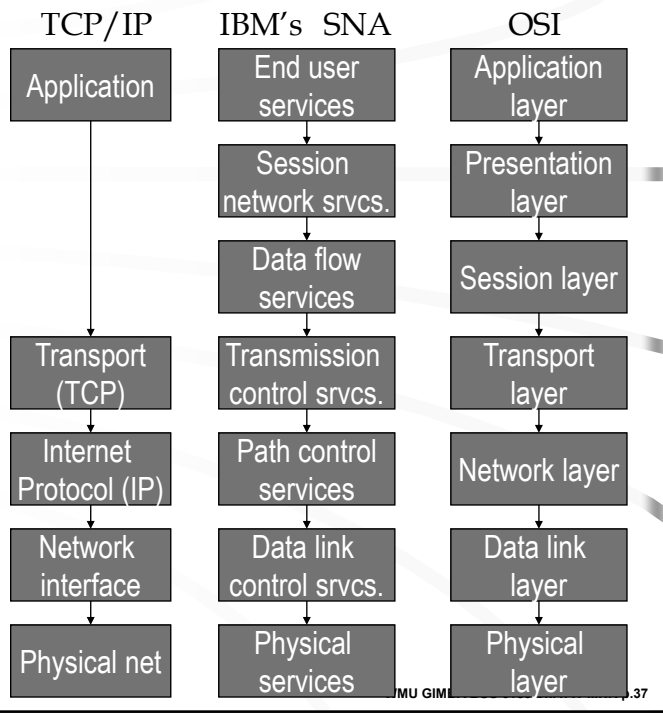 TCP/IP IBM's SNA OSI
Application
End user
services
Application
layer
Session
network srvcs.
Presentation
layer
Data flow
services
Session layer
Transport
(TCP)
Transmission
control srvcs.
Transport
layer
Internet
Protocol (IP)
Path control
services
Network layer
Network
interface
Data link
control srvcs.
Data link
layer
Physical net
Physical
services
Physical
layer
.37